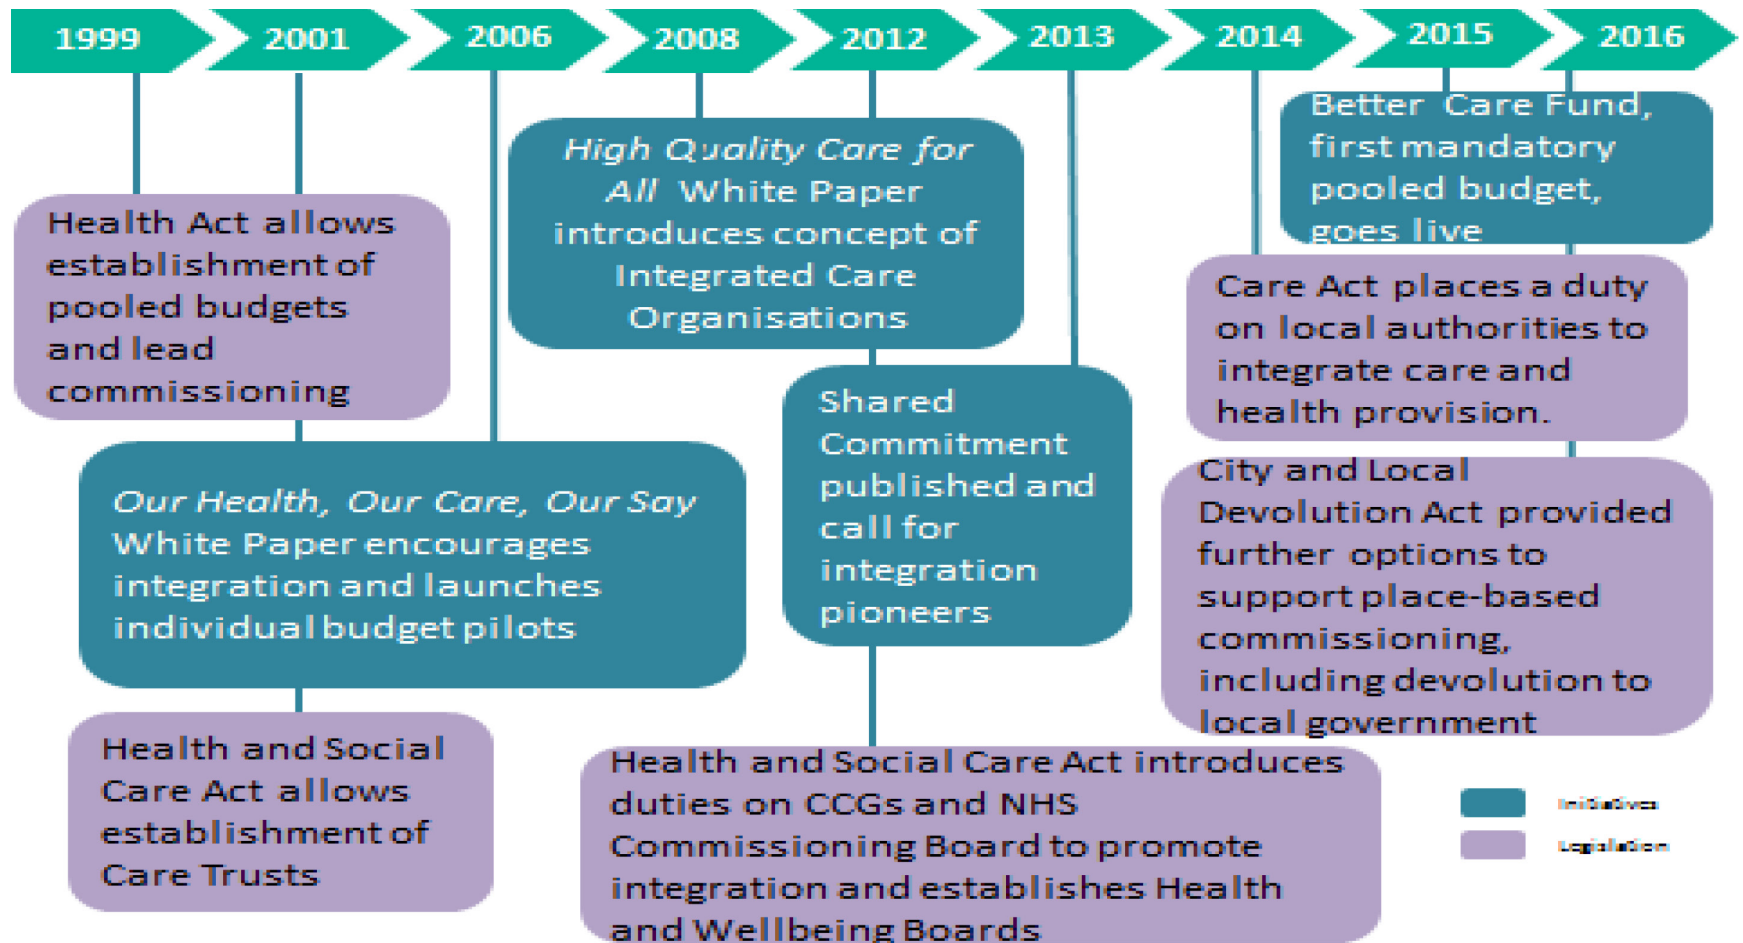 1999
2001
2006
2008
2012
2013
2014
2015
2016
Health Act allows
establishment of
pooled budgets
and lead
commissioning
Our Health, Our Care, Our Say
White Paper encourages
integration and launches
individual budget pilots
Health and Social
Care Act allows
establishment of
Care Trusts
High Quality Care for
All White Paper
introduces concept of
Integrated Care
Organisations
Shared
Commitment
published and
call for
integration
pioneers
Health and Social Care Act introduces
duties on CCGs and NHS
Commissioning Board to promote
integration and establishes Health
and Wellbeing Boards
Better Care Fund,
first mandatory
pooled budget,
goes live
Care Act places a duty
on local authorities to
integrate care and
health provision.
City and Local
Devolution Act provided
further options to
support place-based
commissioning,
including devolution to
local government
Initiatives
Legislation